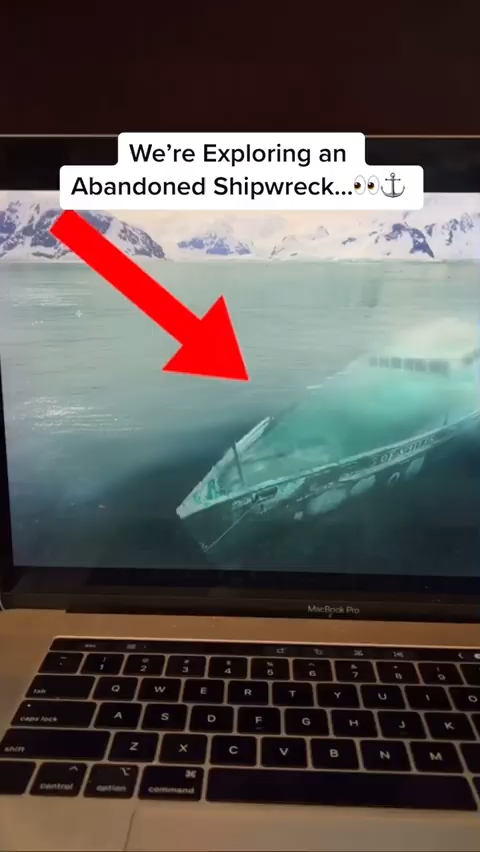 We’re Exploring an
Abandoned Shipwreck...👀⚓
MacBook Pro
esc
! 1 @ 2 # 3 $ 4 % 5 ^ 6 & 7 * 8 ( 9
tab Q W E R T Y U I O
caps lock A S D F G H J K
shift Z X C V B N M
control option command